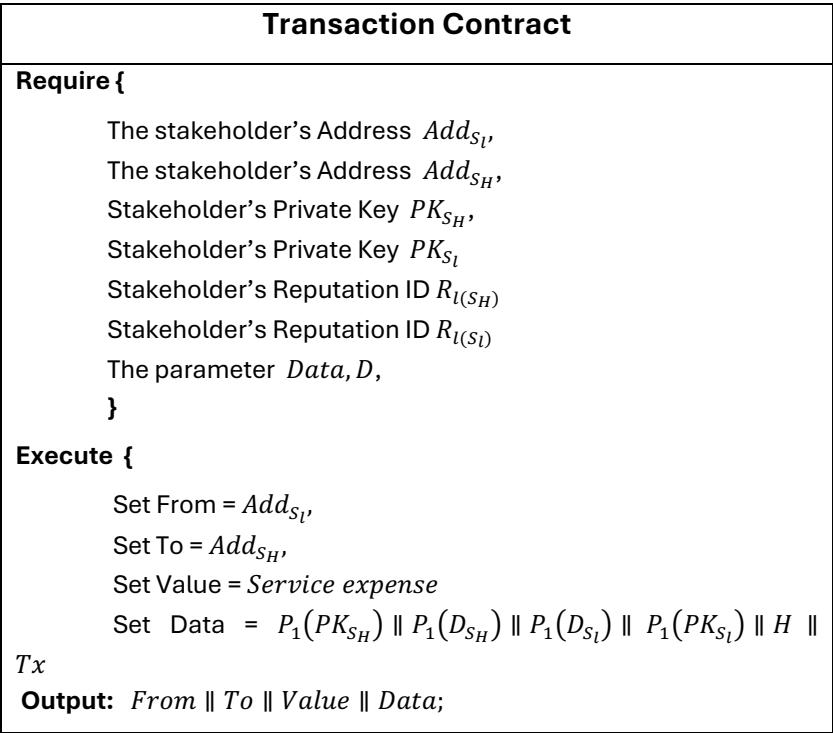 Transaction Contract
Require {
The stakeholder’s Address Add_{S_l},
The stakeholder’s Address Add_{S_H},
Stakeholder’s Private Key PK_{S_H},
Stakeholder’s Private Key PK_{S_l}
Stakeholder’s Reputation ID R_{l(S_H)}
Stakeholder’s Reputation ID R_{l(S_l)}
The parameter Data, D,
}
Execute {
Set From = Add_{S_l},
Set To = Add_{S_H},
Set Value = Service expense
Set Data = P_1(PK_{S_H}) ∥ P_1(D_{S_H}) ∥ P_1(D_{S_l}) ∥ P_1(PK_{S_l}) ∥ H ∥
Tx
Output: From ∥ To ∥ Value ∥ Data;